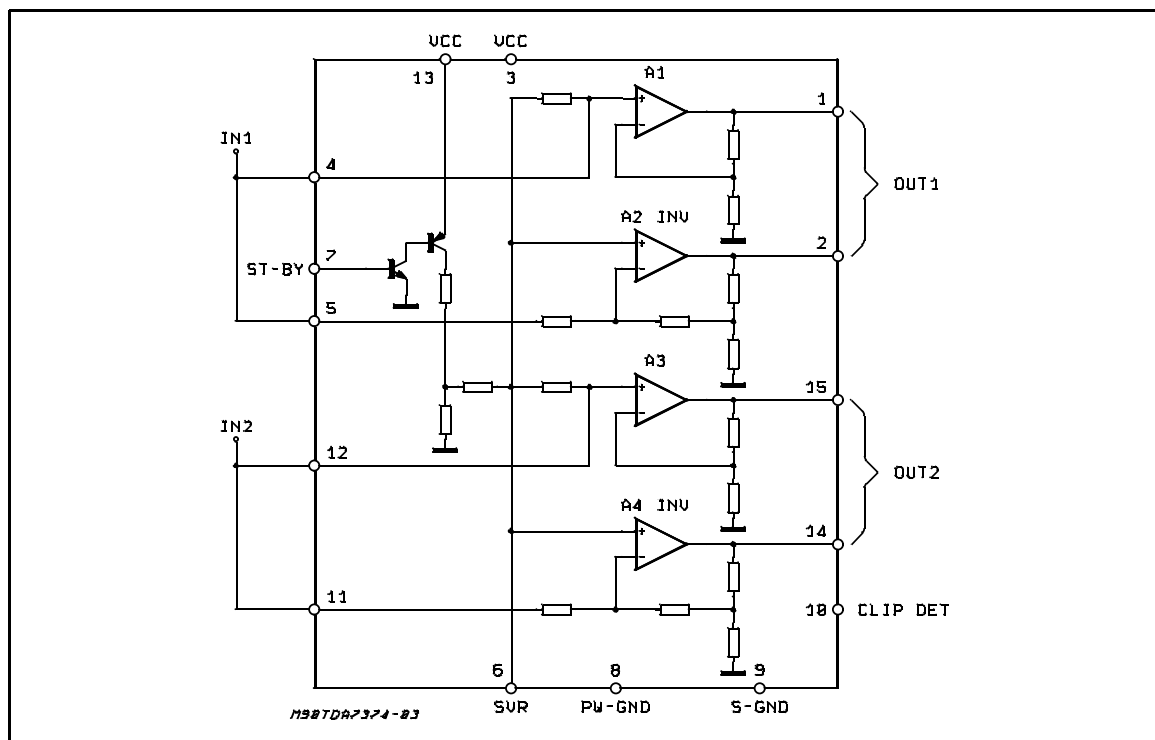 VCC VCC
13 3 A1
1
IN1
4
OUT1
A2 INV
2
7
ST-BY
5
A3
15
IN2
12
OUT2
A4 INV
14
11
10 CLIP DET
6 8 9
SVR PW-GND S-GND
M90TDA7374-03